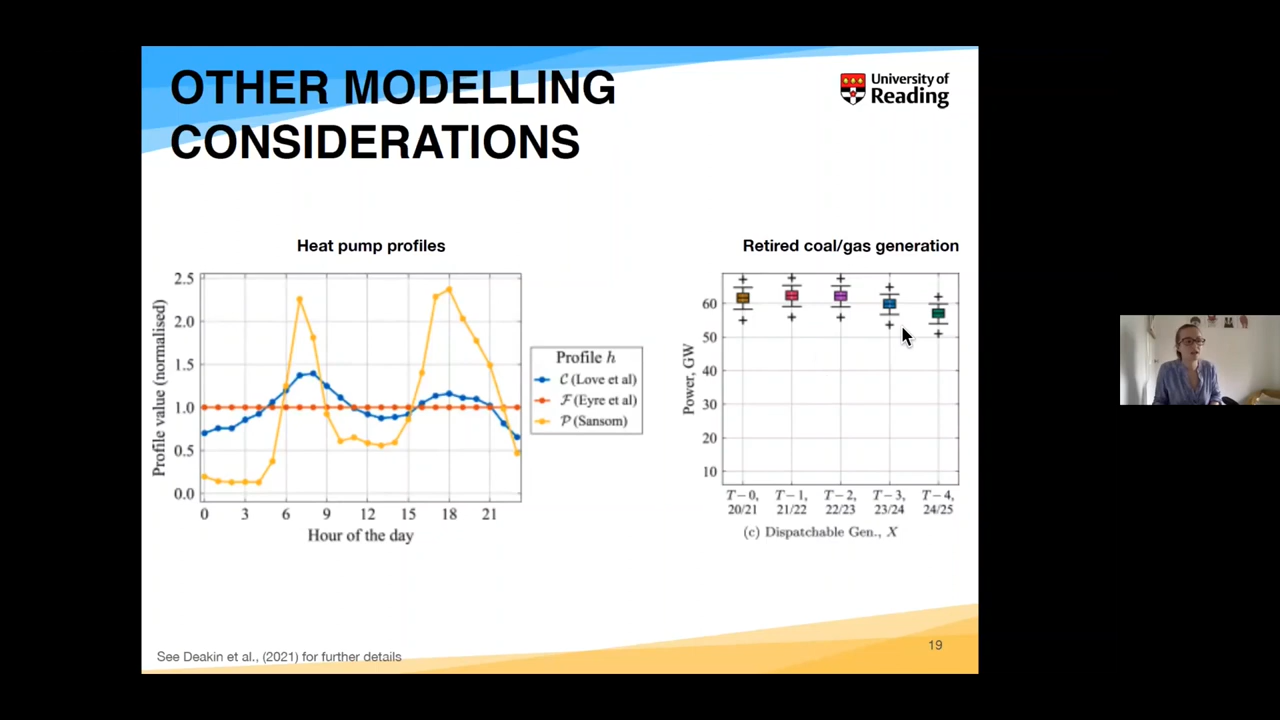 OTHER MODELLING
CONSIDERATIONS
University of
Reading
Heat pump profiles
Retired coal/gas generation
Profile value (normalised)
2.5
2.0
1.5
1.0
0.5
0.0
0 3 6 9 12 15 18 21
Hour of the day
Profile h
C (Love et al)
F (Eyre et al)
P (Sansom)
Power, GW
60
50
40
30
20
10
T − 0, T − 1, T − 2, T − 3, T − 4,
20/21 21/22 22/23 23/24 24/25
(c) Dispatchable Gen., X
See Deakin et al., (2021) for further details
19